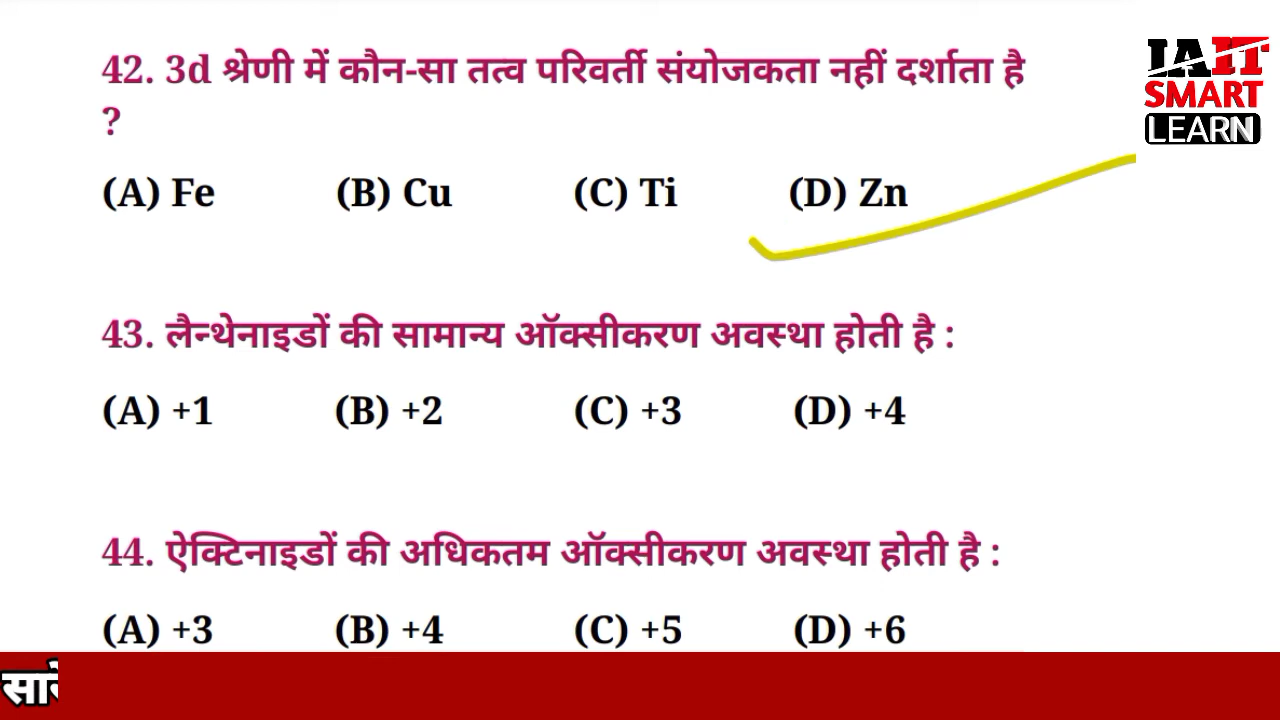 42. 3d श्रेणी में कौन-सा तत्व परिवर्ती संयोजकता नहीं दर्शाता है
?
(A) Fe (B) Cu (C) Ti (D) Zn
43. लैन्थेनाइडों की सामान्य ऑक्सीकरण अवस्था होती है :
(A) +1 (B) +2 (C) +3 (D) +4
44. ऐक्टिनाइडों की अधिकतम ऑक्सीकरण अवस्था होती है :
(A) +3 (B) +4 (C) +5 (D) +6
IAIT
SMART
LEARN